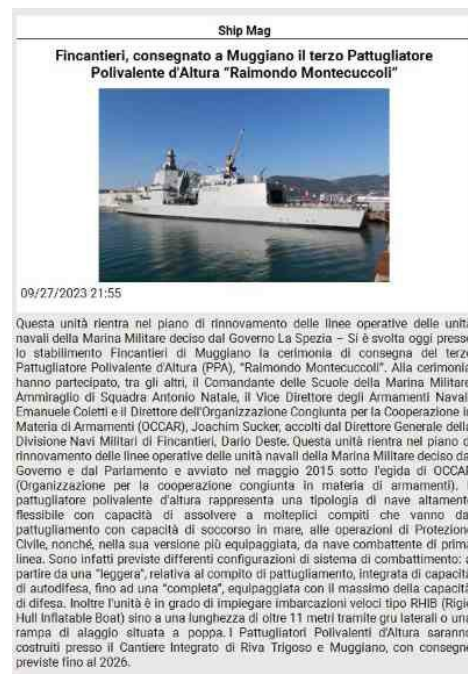 Ship Mag
Fincantieri, consegnato a Muggiano il terzo Pattugliatore
Polivalente d'Altura "Raimondo Montecuccoli"
09/27/2023 21:55
Questa unità rientra nel piano di rinnovamento delle linee operative delle unità
navali della Marina Militare deciso dal Governo La Spezia – Si è svolta oggi presso
lo stabilimento Fincantieri di Muggiano la cerimonia di consegna del terzo
Pattugliatore Polivalente d'Altura (PPA), "Raimondo Montecuccoli". Alla cerimonia
hanno partecipato, tra gli altri, il Comandante delle Scuole della Marina Militare
Ammiraglio di Squadra Antonio Natale, il Vice Direttore degli Armamenti Navali
Emanuele Coletti e il Direttore dell'Organizzazione Congiunta per la Cooperazione in
Materia di Armamenti (OCCAR), Joachim Sucker, accolti dal Direttore Generale della
Divisione Navi Militari di Fincantieri, Dario Deste. Questa unità rientra nel piano di
rinnovamento delle linee operative delle unità navali della Marina Militare deciso dal
Governo e dal Parlamento e avviato nel maggio 2015 sotto l'egida di OCCAR
(Organizzazione per la cooperazione congiunta in materia di armamenti). I
pattugliatore polivalente d'altura rappresenta una tipologia di nave altamente
flessibile con capacità di assolvere a molteplici compiti che vanno dal
pattugliamento con capacità di soccorso in mare, alle operazioni di Protezione
Civile, nonché, nella sua versione più equipaggiata, da nave combattente di prima
linea. Sono infatti previste differenti configurazioni di sistema di combattimento: a
partire da una "leggera", relativa al compito di pattugliamento, integrata di capacità
di autodifesa, fino ad una "completa", equipaggiata con il massimo della capacità
di difesa. Inoltre l'unità è in grado di impiegare imbarcazioni veloci tipo RHIB (Rigid
Hull Inflatable Boat) sino a una lunghezza di oltre 11 metri tramite gru laterali o una
rampa di alaggio situata a poppa. I Pattugliatori Polivalenti d'Altura saranno
costruiti presso il Cantiere Integrato di Riva Trigoso e Muggiano, con consegne
previste fino al 2026.